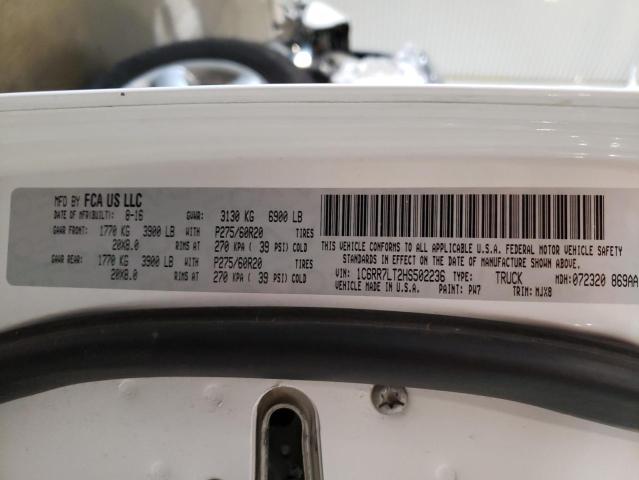 MFD BY FCA US LLC
DATE OF MFR(BUILT): 8-16 GVWR: 3130 KG 6900 LB
GAWR FRONT: 1770 KG 3900 LB WITH P275/60R20 TIRES
20X8.0 RIMS AT 270 KPA ( 39 PSI) COLD
GAWR REAR: 1770 KG 3900 LB WITH P275/60R20 TIRES
20X8.0 RIMS AT 270 KPA ( 39 PSI) COLD
THIS VEHICLE CONFORMS TO ALL APPLICABLE U.S.A. FEDERAL MOTOR VEHICLE SAFETY
STANDARDS IN EFFECT ON THE DATE OF MANUFACTURE SHOWN ABOVE.
VIN: 1C6RR7LT2HS502236 TYPE: TRUCK MDH: 072320 869AA
VEHICLE MADE IN U.S.A. PAINT: PW7 TRIM: MJX8